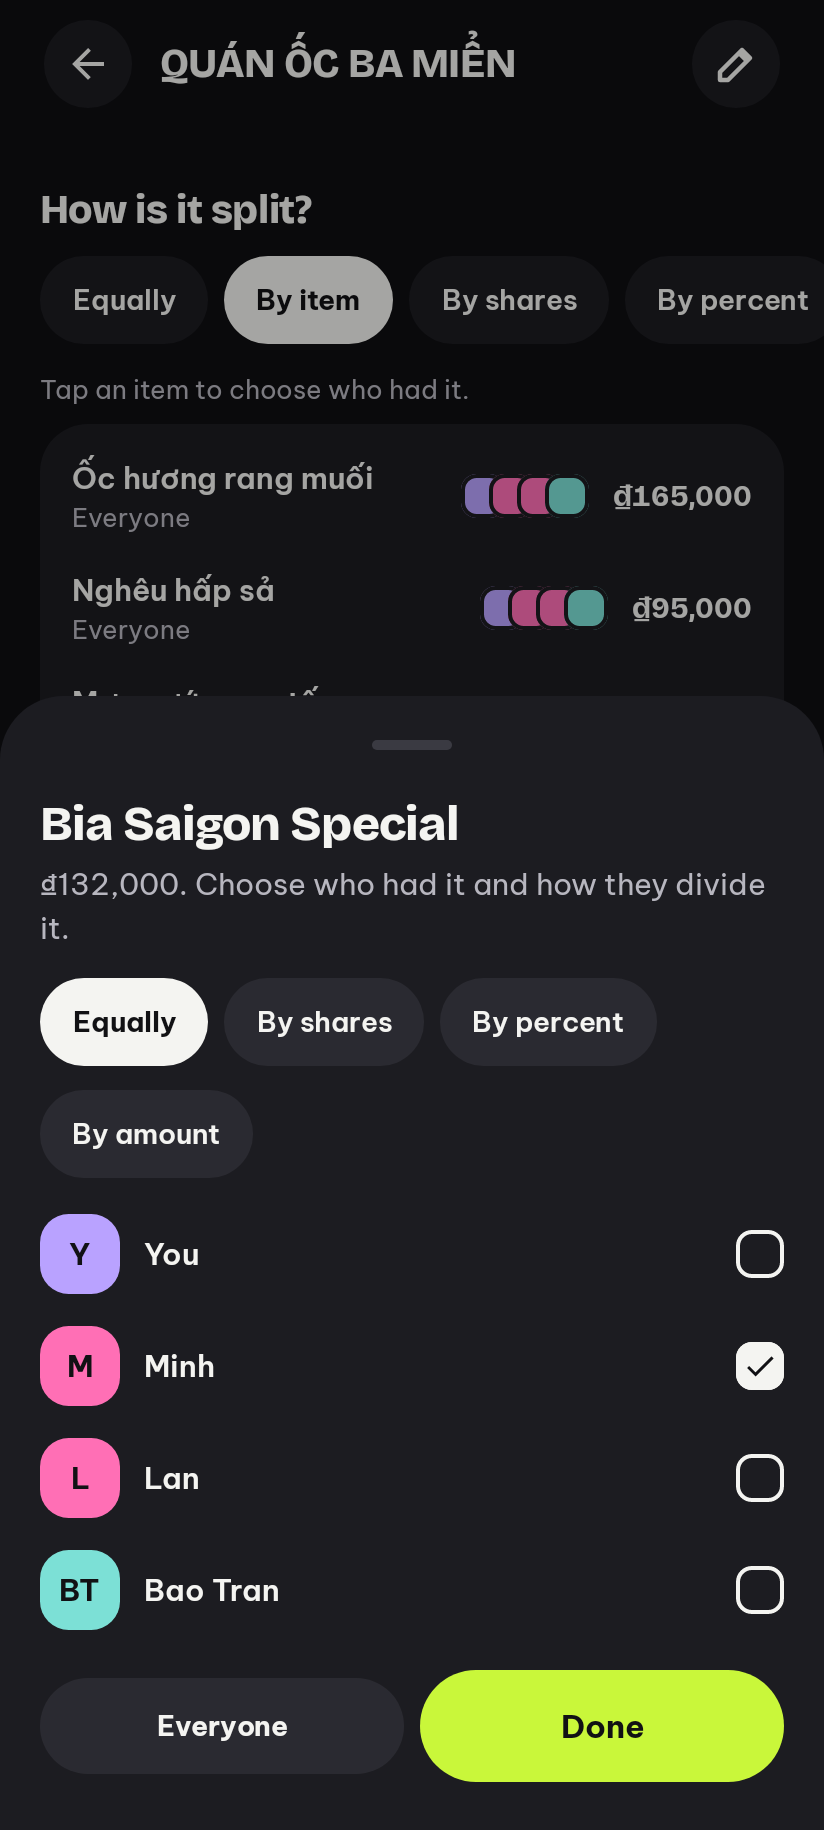 QUÁN ỐC BA MIỀN
How is it split?
Equally
By item
By shares
By percent
Tap an item to choose who had it.
Ốc hương rang muối
Everyone
₫165,000
Nghêu hấp sả
Everyone
₫95,000
Bia Saigon Special
₫132,000. Choose who had it and how they divide
it.
Equally
By shares
By percent
By amount
Y
You
M
Minh
L
Lan
BT
Bao Tran
Everyone
Done